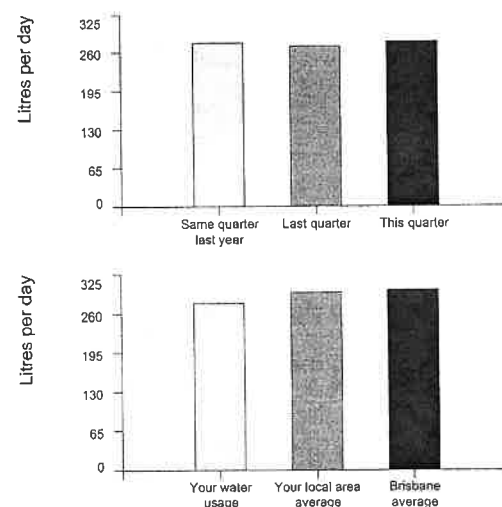 Litres per day
325
260
195
130
65
0
Same quarter last year
Last quarter
This quarter
Litres per day
325
260
195
130
65
0
Your water usage
Your local area average
Brisbane average